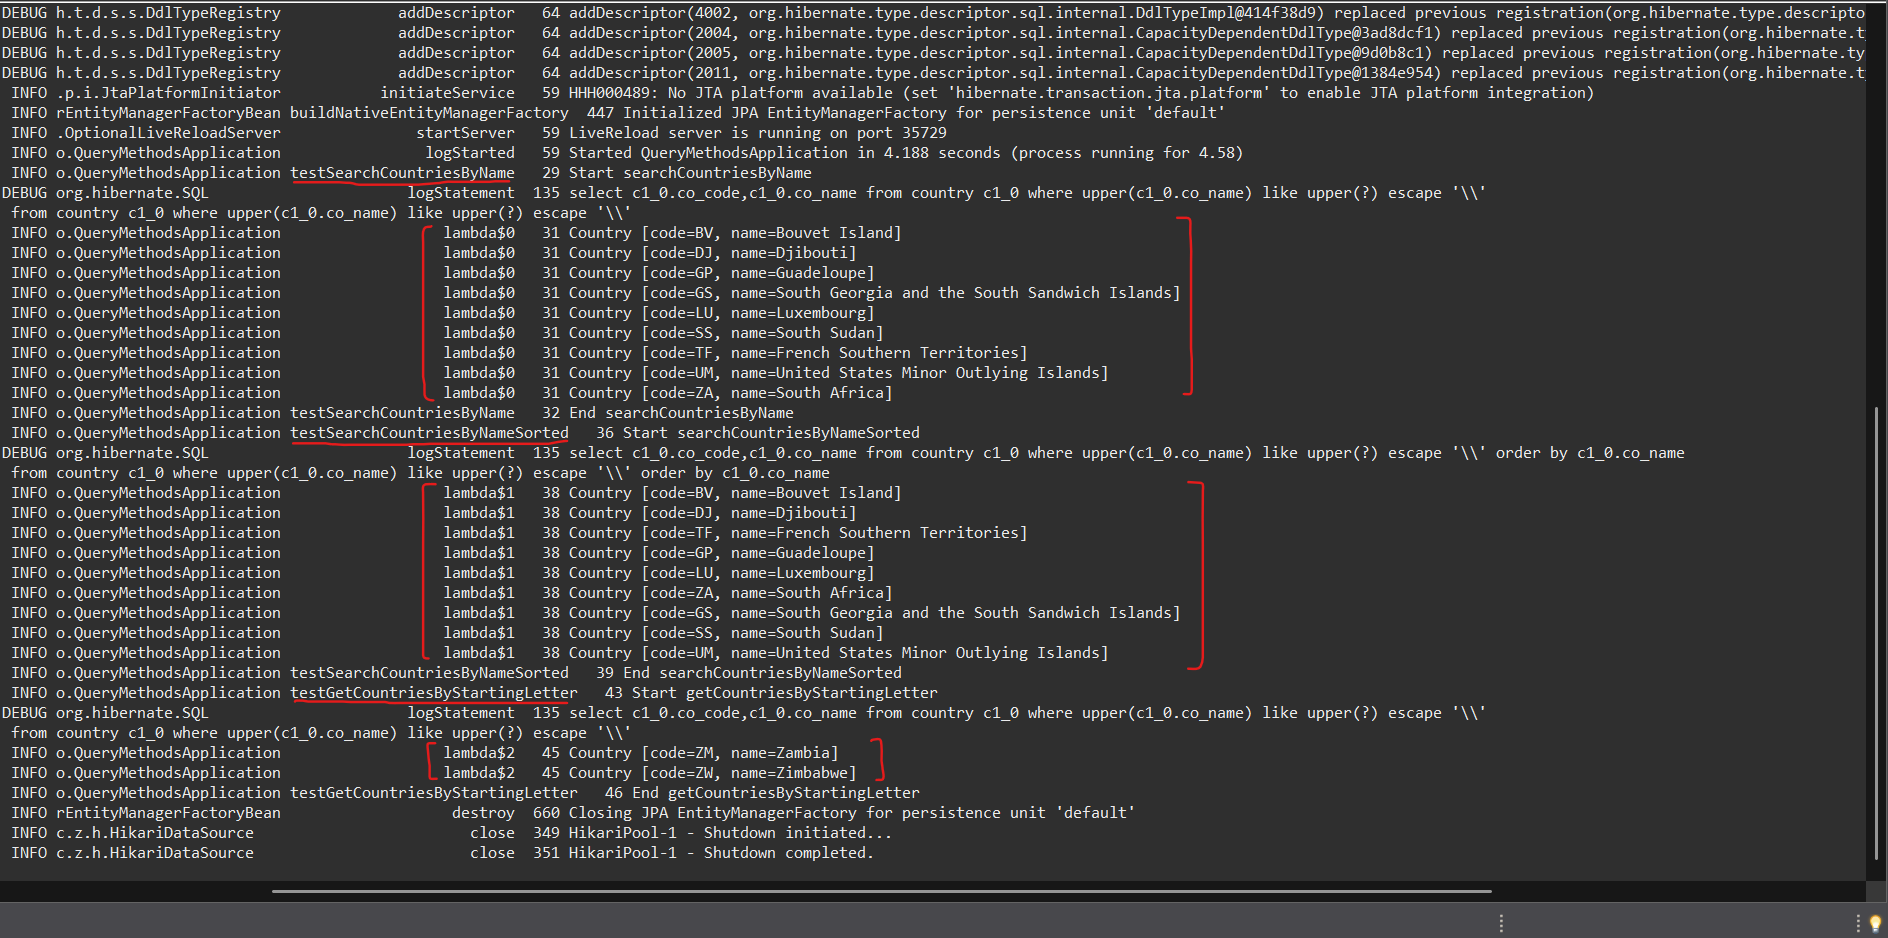 DEBUG h.t.d.s.s.DdlTypeRegistry addDescriptor 64 addDescriptor(4002, org.hibernate.type.descriptor.sql.internal.DdlTypeImpl@414f38d9) replaced previous registration(org.hibernate.type.descripto
DEBUG h.t.d.s.s.DdlTypeRegistry addDescriptor 64 addDescriptor(2004, org.hibernate.type.descriptor.sql.internal.CapacityDependentDdlType@3ad8dcf1) replaced previous registration(org.hibernate.t
DEBUG h.t.d.s.s.DdlTypeRegistry addDescriptor 64 addDescriptor(2005, org.hibernate.type.descriptor.sql.internal.CapacityDependentDdlType@9d0b8c1) replaced previous registration(org.hibernate.ty
DEBUG h.t.d.s.s.DdlTypeRegistry addDescriptor 64 addDescriptor(2011, org.hibernate.type.descriptor.sql.internal.CapacityDependentDdlType@1384e954) replaced previous registration(org.hibernate.t
INFO .p.i.JtaPlatformInitiator initiateService 59 HHH000489: No JTA platform available (set 'hibernate.transaction.jta.platform' to enable JTA platform integration)
INFO rEntityManagerFactoryBean buildNativeEntityManagerFactory 447 Initialized JPA EntityManagerFactory for persistence unit 'default'
INFO .OptionalLiveReloadServer startServer 59 LiveReload server is running on port 35729
INFO o.QueryMethodsApplication logStarted 59 Started QueryMethodsApplication in 4.188 seconds (process running for 4.58)
INFO o.QueryMethodsApplication testSearchCountriesByName 29 Start searchCountriesByName
DEBUG org.hibernate.SQL logStatement 135 select c1_0.co_code,c1_0.co_name from country c1_0 where upper(c1_0.co_name) like upper(?) escape '\\'
from country c1_0 where upper(c1_0.co_name) like upper(?) escape '\\'
INFO o.QueryMethodsApplication lambda$0 31 Country [code=BV, name=Bouvet Island]
INFO o.QueryMethodsApplication lambda$0 31 Country [code=DJ, name=Djibouti]
INFO o.QueryMethodsApplication lambda$0 31 Country [code=GP, name=Guadeloupe]
INFO o.QueryMethodsApplication lambda$0 31 Country [code=GS, name=South Georgia and the South Sandwich Islands]
INFO o.QueryMethodsApplication lambda$0 31 Country [code=LU, name=Luxembourg]
INFO o.QueryMethodsApplication lambda$0 31 Country [code=SS, name=South Sudan]
INFO o.QueryMethodsApplication lambda$0 31 Country [code=TF, name=French Southern Territories]
INFO o.QueryMethodsApplication lambda$0 31 Country [code=UM, name=United States Minor Outlying Islands]
INFO o.QueryMethodsApplication lambda$0 31 Country [code=ZA, name=South Africa]
INFO o.QueryMethodsApplication testSearchCountriesByName 32 End searchCountriesByName
INFO o.QueryMethodsApplication testSearchCountriesByNameSorted 36 Start searchCountriesByNameSorted
DEBUG org.hibernate.SQL logStatement 135 select c1_0.co_code,c1_0.co_name from country c1_0 where upper(c1_0.co_name) like upper(?) escape '\\' order by c1_0.co_name
from country c1_0 where upper(c1_0.co_name) like upper(?) escape '\\' order by c1_0.co_name
INFO o.QueryMethodsApplication lambda$1 38 Country [code=BV, name=Bouvet Island]
INFO o.QueryMethodsApplication lambda$1 38 Country [code=DJ, name=Djibouti]
INFO o.QueryMethodsApplication lambda$1 38 Country [code=TF, name=French Southern Territories]
INFO o.QueryMethodsApplication lambda$1 38 Country [code=GP, name=Guadeloupe]
INFO o.QueryMethodsApplication lambda$1 38 Country [code=LU, name=Luxembourg]
INFO o.QueryMethodsApplication lambda$1 38 Country [code=ZA, name=South Africa]
INFO o.QueryMethodsApplication lambda$1 38 Country [code=GS, name=South Georgia and the South Sandwich Islands]
INFO o.QueryMethodsApplication lambda$1 38 Country [code=SS, name=South Sudan]
INFO o.QueryMethodsApplication lambda$1 38 Country [code=UM, name=United States Minor Outlying Islands]
INFO o.QueryMethodsApplication testSearchCountriesByNameSorted 39 End searchCountriesByNameSorted
INFO o.QueryMethodsApplication testGetCountriesByStartingLetter 43 Start getCountriesByStartingLetter
DEBUG org.hibernate.SQL logStatement 135 select c1_0.co_code,c1_0.co_name from country c1_0 where upper(c1_0.co_name) like upper(?) escape '\\'
from country c1_0 where upper(c1_0.co_name) like upper(?) escape '\\'
INFO o.QueryMethodsApplication lambda$2 45 Country [code=ZM, name=Zambia]
INFO o.QueryMethodsApplication lambda$2 45 Country [code=ZW, name=Zimbabwe]
INFO o.QueryMethodsApplication testGetCountriesByStartingLetter 46 End getCountriesByStartingLetter
INFO rEntityManagerFactoryBean destroy 660 Closing JPA EntityManagerFactory for persistence unit 'default'
INFO c.z.h.HikariDataSource close 349 HikariPool-1 - Shutdown initiated...
INFO c.z.h.HikariDataSource close 351 HikariPool-1 - Shutdown completed.